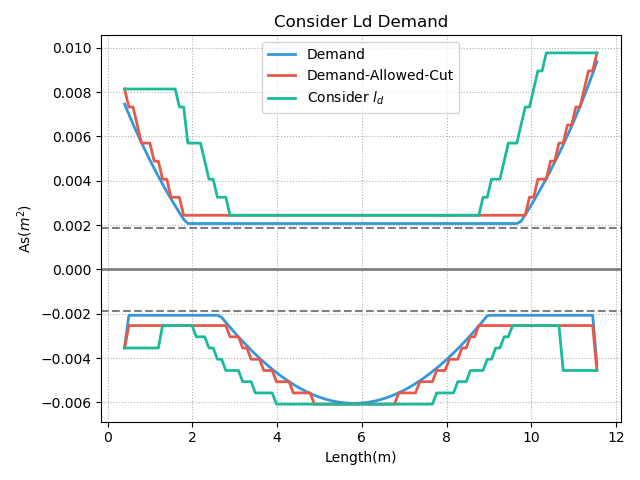 Consider Ld Demand
Demand
Demand-Allowed-Cut
Consider $l_d$
As($m^2$)
0.010
0.008
0.006
0.004
0.002
0.000
−0.002
−0.004
−0.006
0 2 4 6 8 10 12
Length(m)